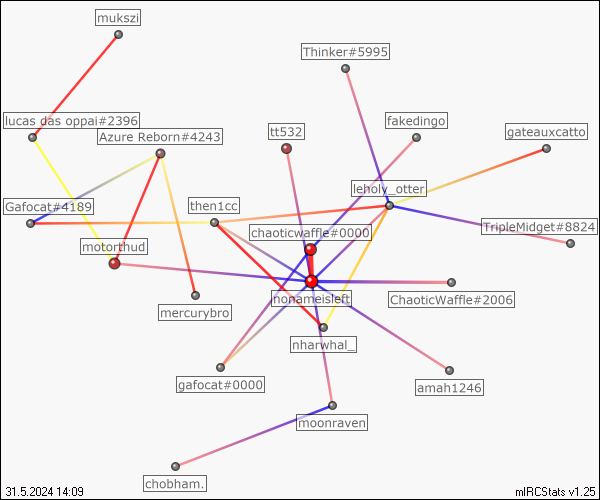 mukszi
Thinker#5995
lucas das oppai#2396
Azure Reborn#4243
tt532
fakedingo
gateauxcatto
leholy_otter
Gafocat#4189
then1cc
chaoticwaffle#0000
TripleMidget#8824
motorthud
mercurybro
nonameisleft
ChaoticWaffle#2006
nharwhal_
gafocat#0000
amah1246
moonraven
chobham.
31.5.2024 14:09
mIRCStats v1.25